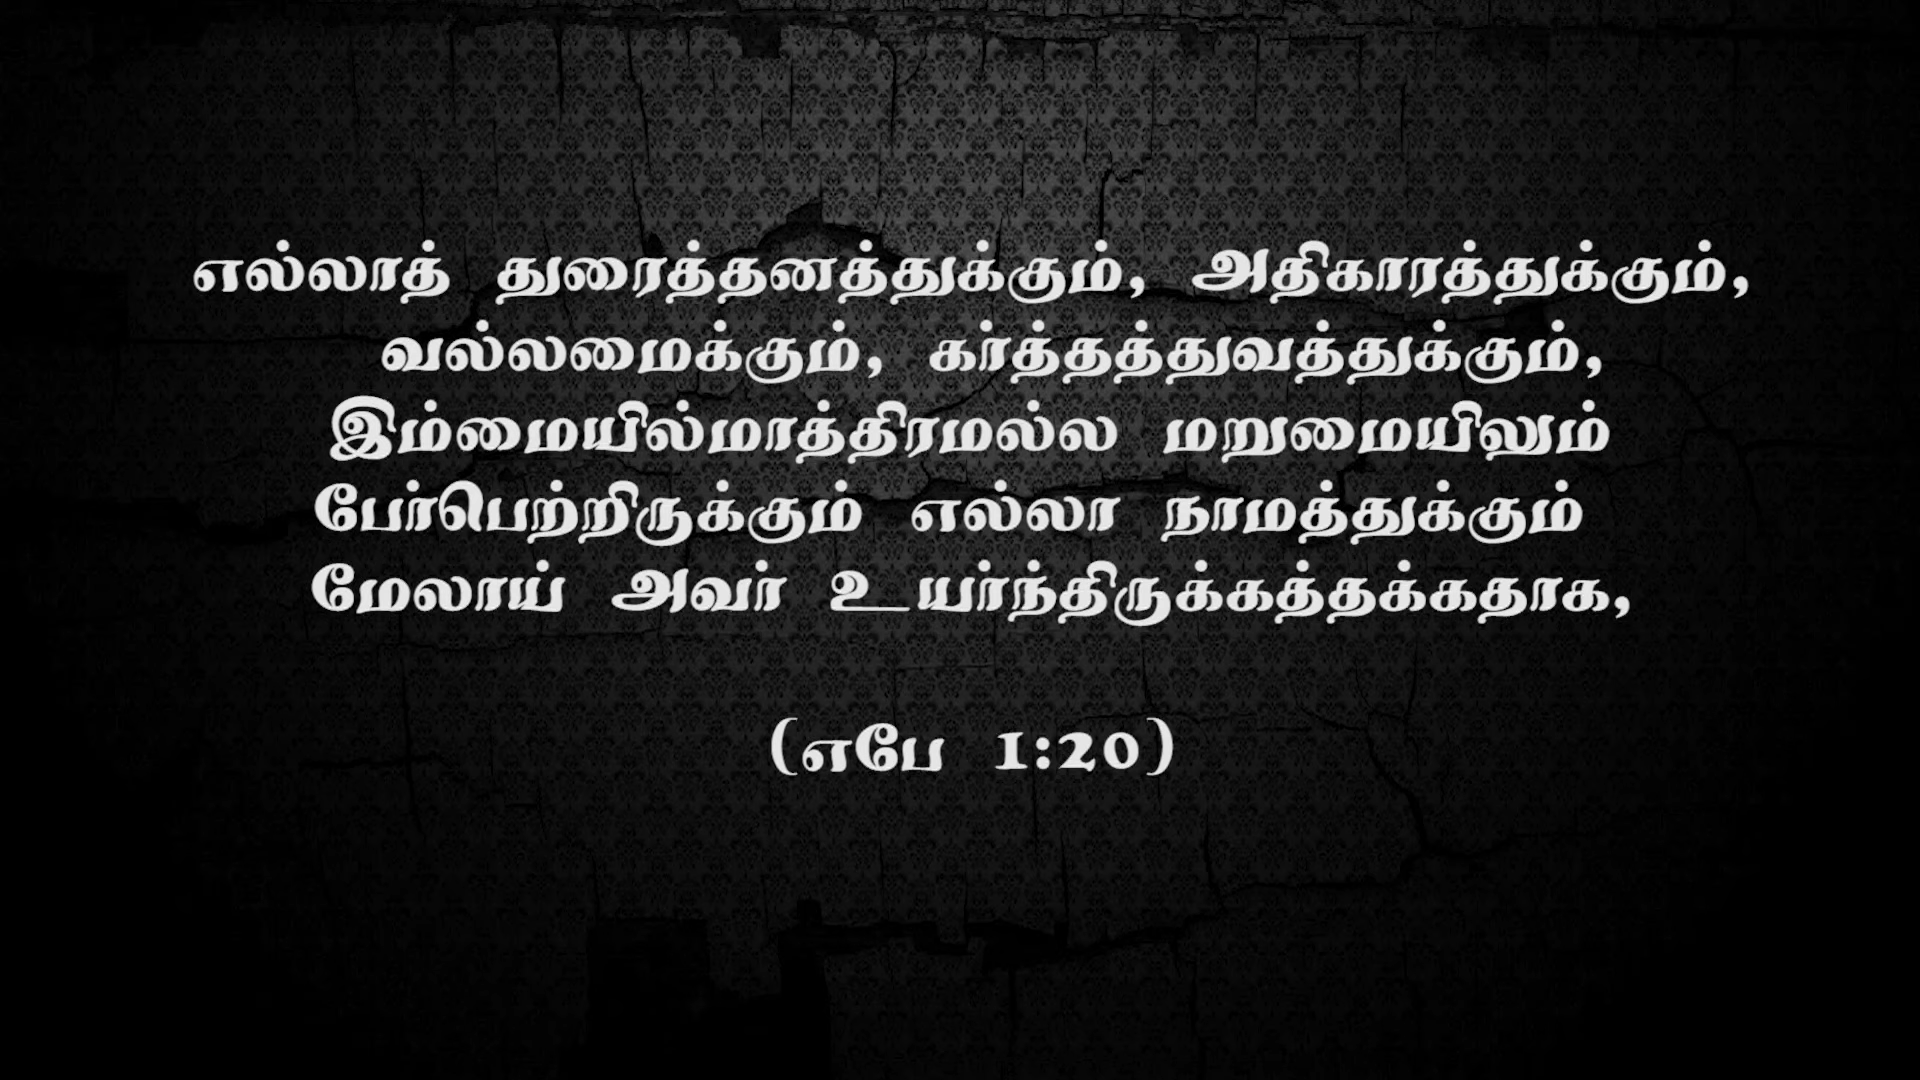 எல்லாத் துரைத்தனத்துக்கும், அதிகாரத்துக்கும்,
வல்லமைக்கும், கர்த்தத்துவத்துக்கும்,
இம்மையில்மாத்திரமல்ல மறுமையிலும்
பேர்பெற்றிருக்கும் எல்லா நாமத்துக்கும்
மேலாய் அவர் உயர்ந்திருக்கத்தக்கதாக,
(எபே 1:20)